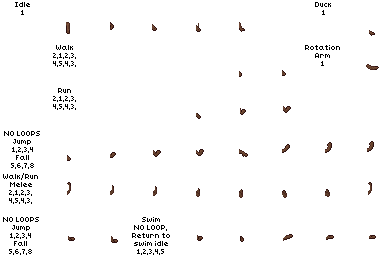 Idle
1
Duck
1
Walk
2,1,2,3,
4,5,4,3,
Rotation
Arm
1
Run
2,1,2,3,
4,5,4,3,
NO LOOPS
Jump
1,2,3,4
Fall
5,6,7,8
Walk/Run
Melee
2,1,2,3,
4,5,4,3,
NO LOOPS
Jump
1,2,3,4
Fall
5,6,7,8
Swim
NO LOOP,
Return to
swim idle
1,2,3,4,5